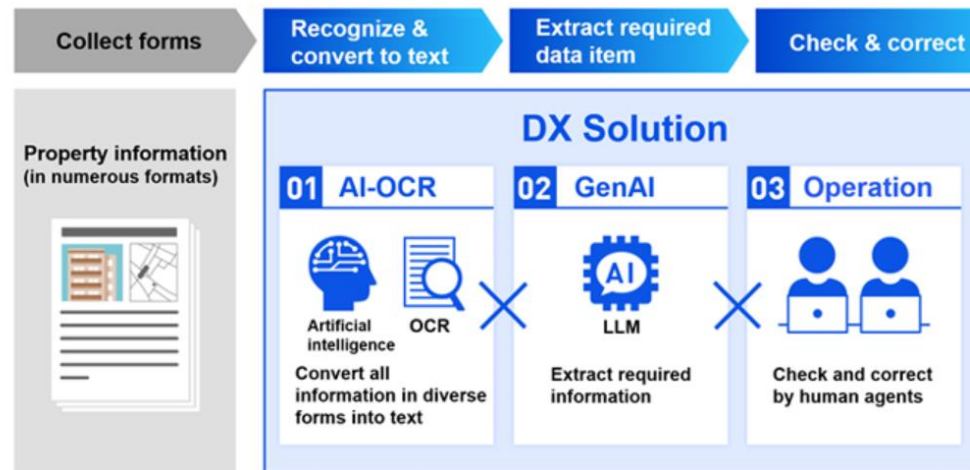 Collect forms
Recognize &
convert to text
Extract required
data item
Check & correct
Property information
(in numerous formats)
DX Solution
01 AI-OCR
Artificial
intelligence
OCR
Convert all
information in diverse
forms into text
02 GenAI
AI
LLM
Extract required
information
03 Operation
Check and correct
by human agents